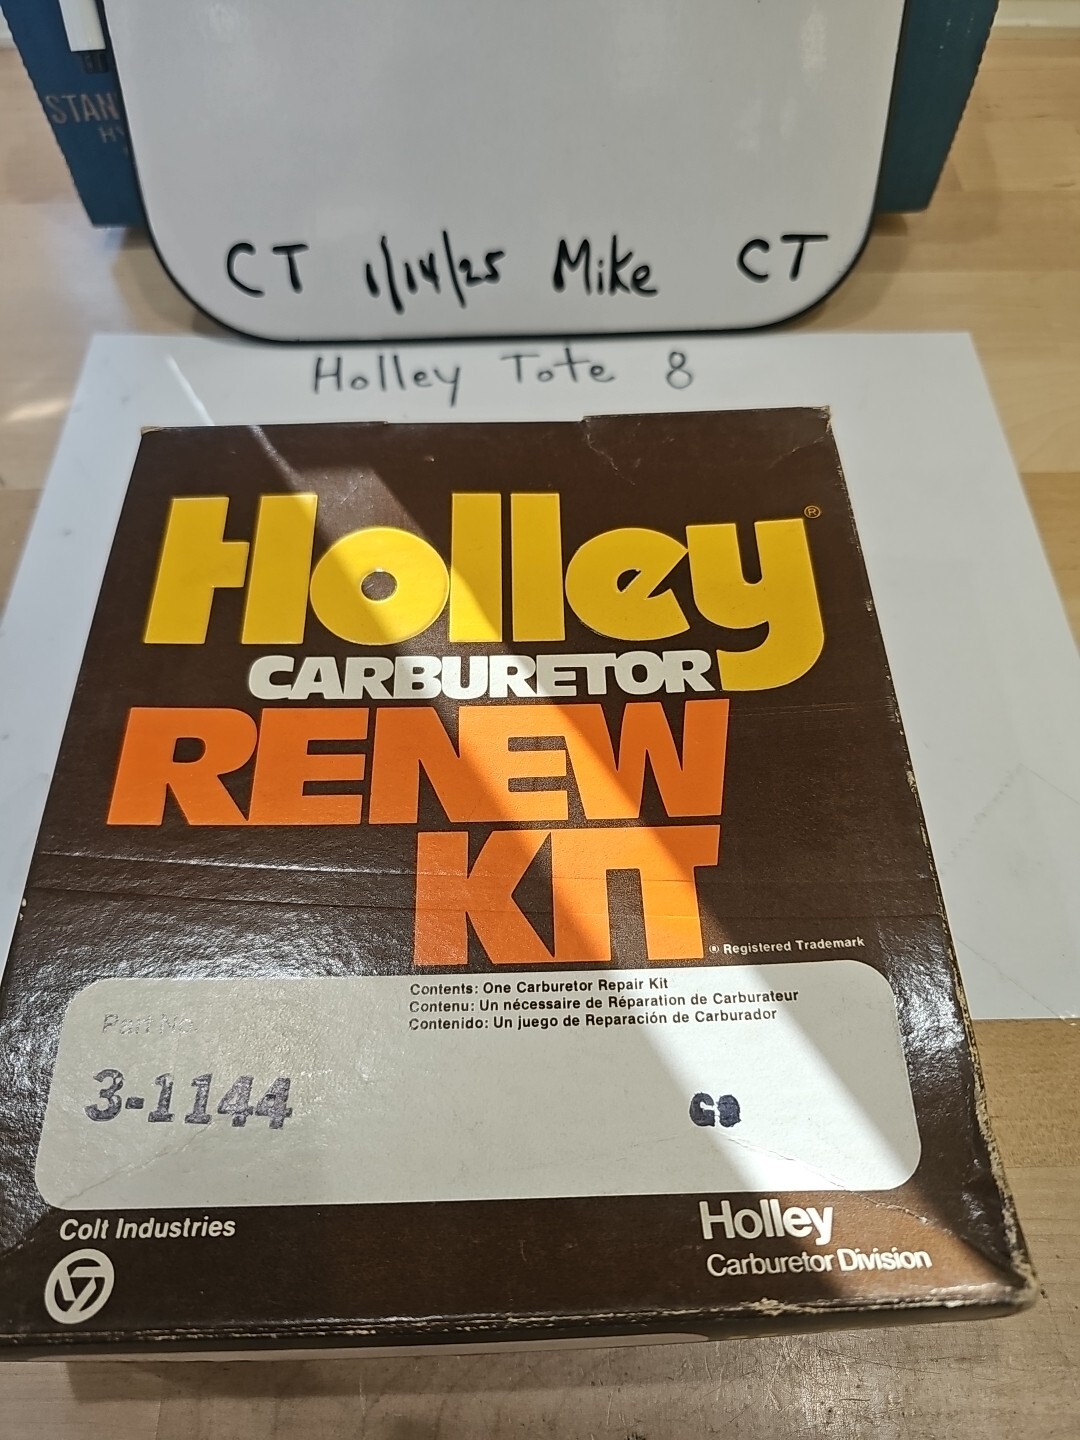 STAN
HY
CT 1/14/25 Mike CT
Holley Tote 8
Holley®
CARBURETOR
RENEW
KIT
® Registered Trademark
Contents: One Carburetor Repair Kit
Contenu: Un nécessaire de Réparation de Carburateur
Contenido: Un juego de Reparación de Carburador
Part No.
3-1144 G9
Colt Industries
Holley
Carburetor Division